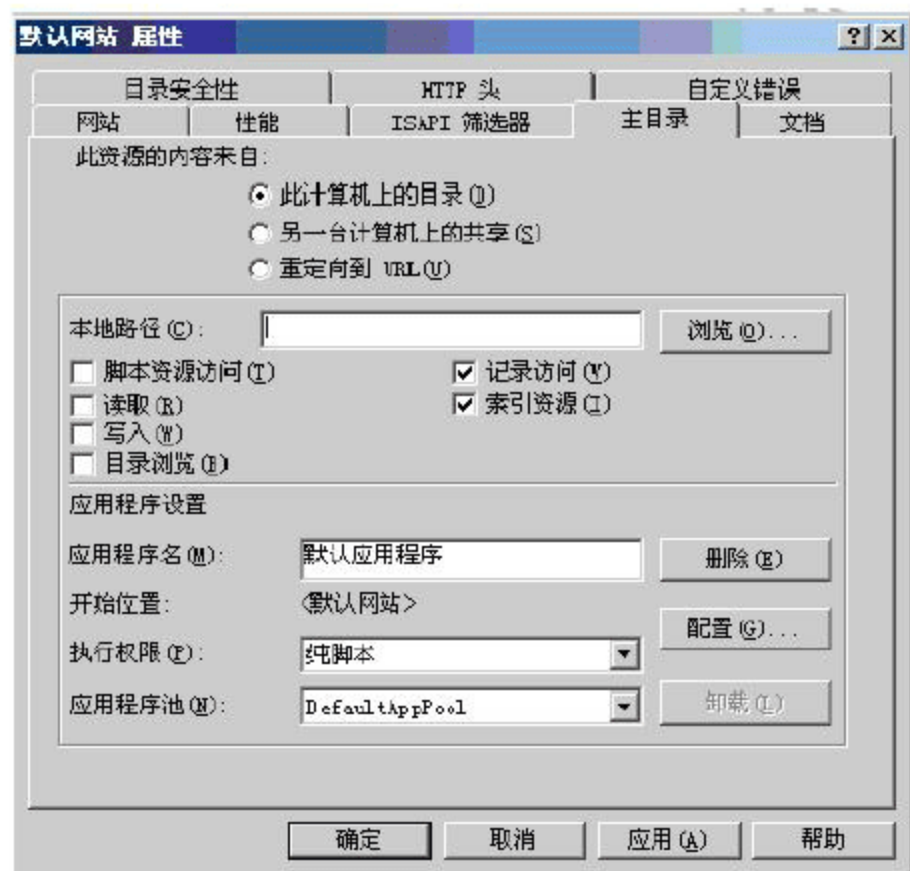 默认网站 属性
目录安全性 HTTP 头 自定义错误
网站 性能 ISAPI 筛选器 主目录 文档
此资源的内容来自:
此计算机上的目录(D)
另一台计算机上的共享(S)
重定向到 URL(U)
本地路径(C): 浏览(O)...
脚本资源访问(T) 记录访问(V)
读取(R) 索引资源(I)
写入(W)
目录浏览(B)
应用程序设置
应用程序名(M): 默认应用程序 删除(E)
开始位置: <默认网站>
配置(G)...
执行权限(P): 纯脚本
应用程序池(N): DefaultAppPool 卸载(L)
确定 取消 应用(A) 帮助